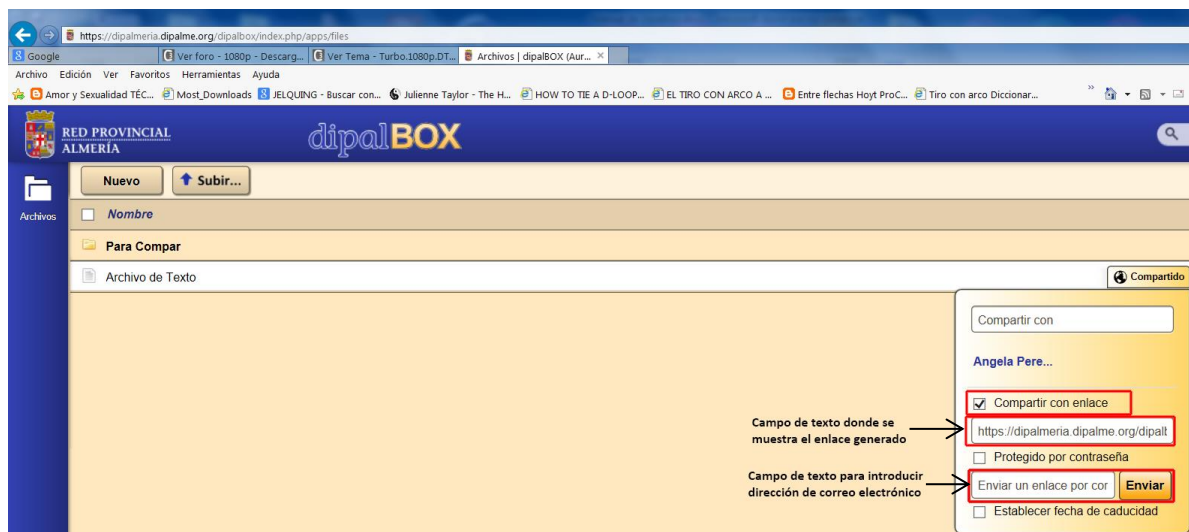 https://dipalmeria.dipalme.org/dipalbox/index.php/apps/files
Google
Ver foro - 1080p - Descarg...
Ver Tema - Turbo.1080p.DT...
Archivos | dipalBOX (Aur...
Archivo Edición Ver Favoritos Herramientas Ayuda
Amor y Sexualidad TÉC... Most_Downloads JELQUING - Buscar con... Julienne Taylor - The H... HOW TO TIE A D-LOOP... EL TIRO CON ARCO A ... Entre flechas Hoyt ProC... Tiro con arco Diccionar...
RED PROVINCIAL
ALMERÍA
dipalBOX
Nuevo
Subir...
Archivos
Nombre
Para Compar
Archivo de Texto
Compartido
Compartir con
Angela Pere...
Compartir con enlace
Campo de texto donde se
muestra el enlace generado
https://dipalmeria.dipalme.org/dipalb
Protegido por contraseña
Campo de texto para introducir
dirección de correo electrónico
Enviar un enlace por cor
Enviar
Establecer fecha de caducidad